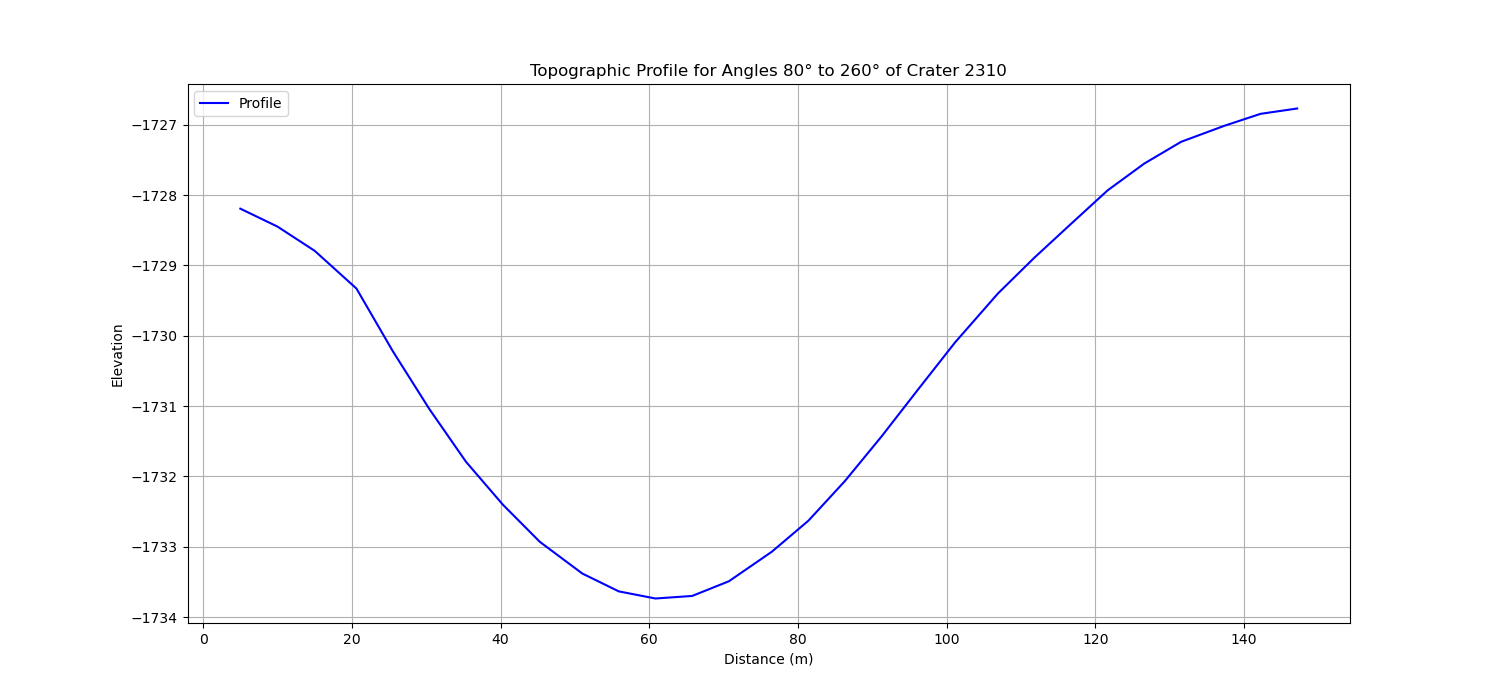 Topographic Profile for Angles 80° to 260° of Crater 2310
Profile
−1727
−1728
−1729
−1730
−1731
−1732
−1733
−1734
Elevation
0 20 40 60 80 100 120 140
Distance (m)